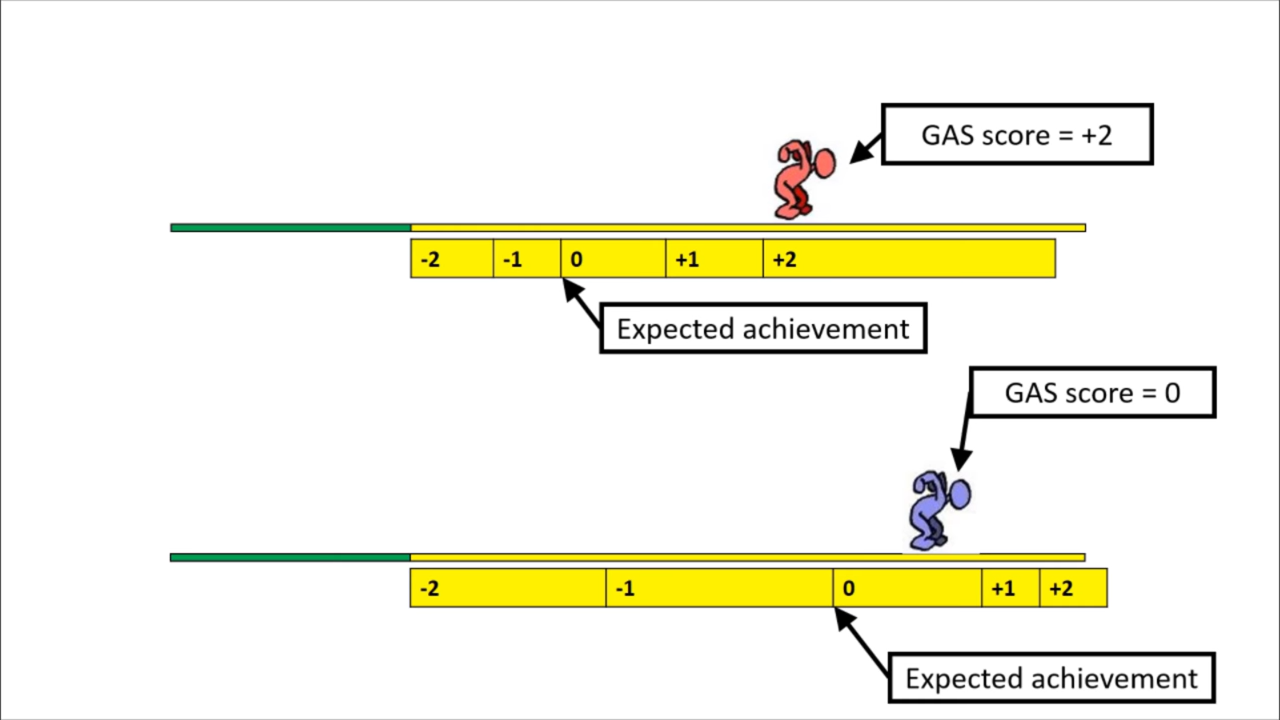 GAS score = +2
-2 -1 0 +1 +2
Expected achievement
GAS score = 0
-2 -1 0 +1 +2
Expected achievement